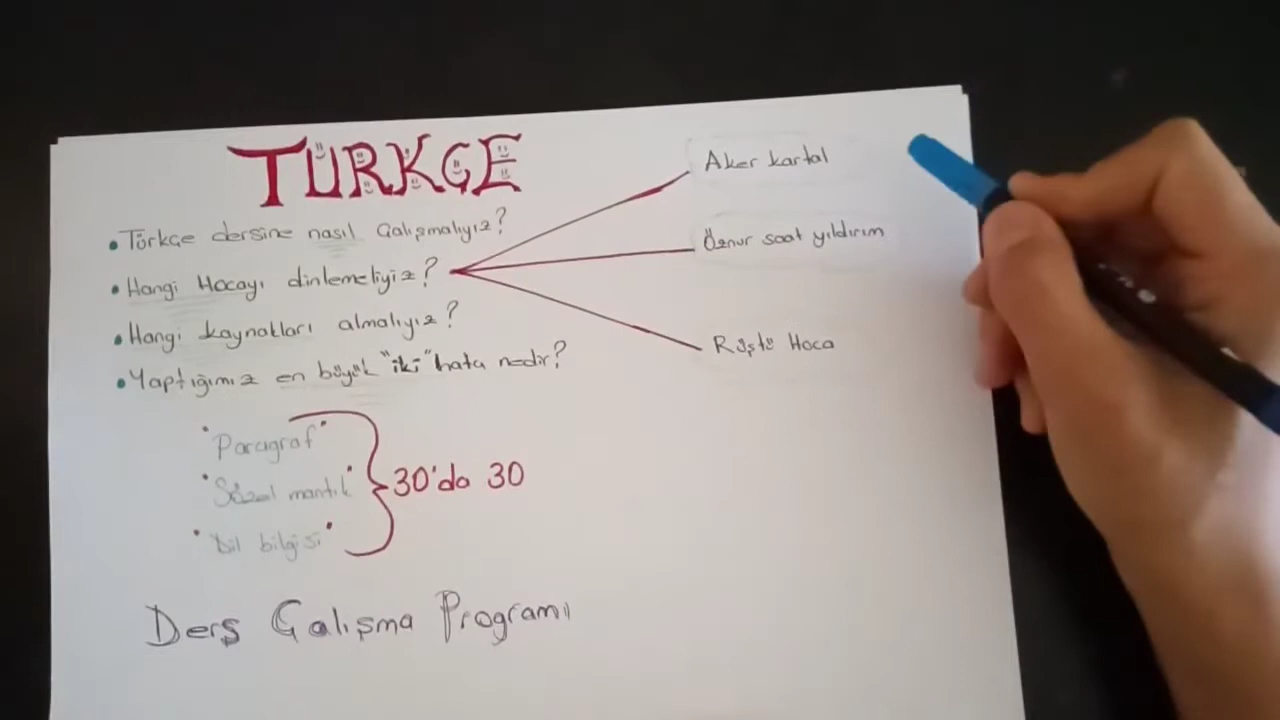 TÜRKÇE
• Türkçe dersine nasıl Çalışmalıyız?
• Hangi Hocayı dinlemeliyiz?
• Hangi kaynakları almalıyız?
• Yaptığımız en büyük "iki" hata nedir?
"Paragraf"
"Sözel mantık"
"Dil bilgisi"
30'da 30
Ders Çalışma Programı
Aker kartal
Öznur saat yıldırım
Rüştü Hoca